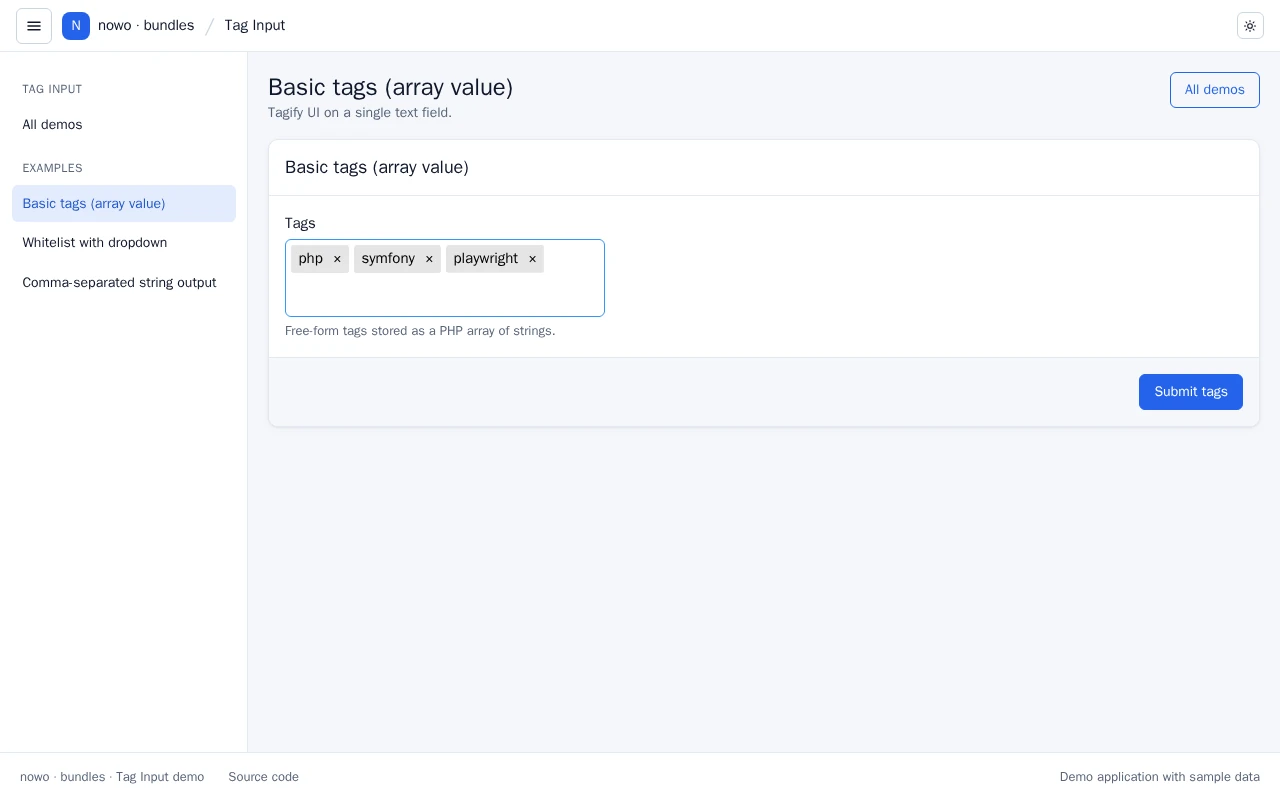 N nowo · bundles / Tag Input
TAG INPUT
All demos
EXAMPLES
Basic tags (array value)
Whitelist with dropdown
Comma-separated string output
Basic tags (array value)
Tagify UI on a single text field.
All demos
Basic tags (array value)
Tags
php × symfony × playwright ×
Free-form tags stored as a PHP array of strings.
Submit tags
nowo · bundles · Tag Input demo Source code
Demo application with sample data